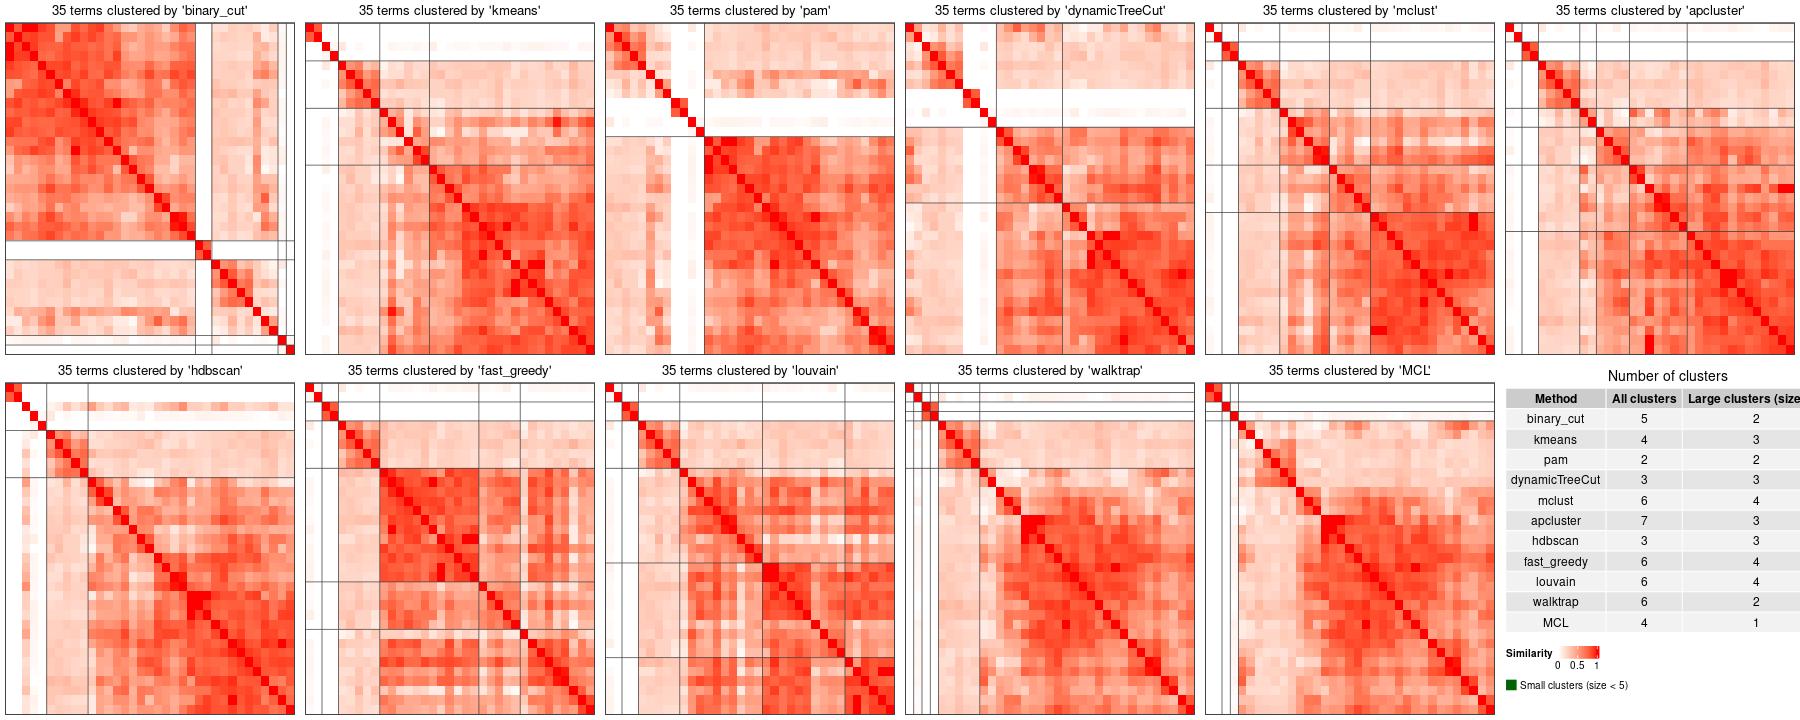 35 terms clustered by 'binary_cut'
35 terms clustered by 'kmeans'
35 terms clustered by 'pam'
35 terms clustered by 'dynamicTreeCut'
35 terms clustered by 'mclust'
35 terms clustered by 'apcluster'
35 terms clustered by 'hdbscan'
35 terms clustered by 'fast_greedy'
35 terms clustered by 'louvain'
35 terms clustered by 'walktrap'
35 terms clustered by 'MCL'
Number of clusters
Method All clusters Large clusters (size
binary_cut 5 2
kmeans 4 3
pam 2 2
dynamicTreeCut 3 3
mclust 6 4
apcluster 7 3
hdbscan 3 3
fast_greedy 6 4
louvain 6 4
walktrap 6 2
MCL 4 1
Similarity
0 0.5 1
Small clusters (size < 5)